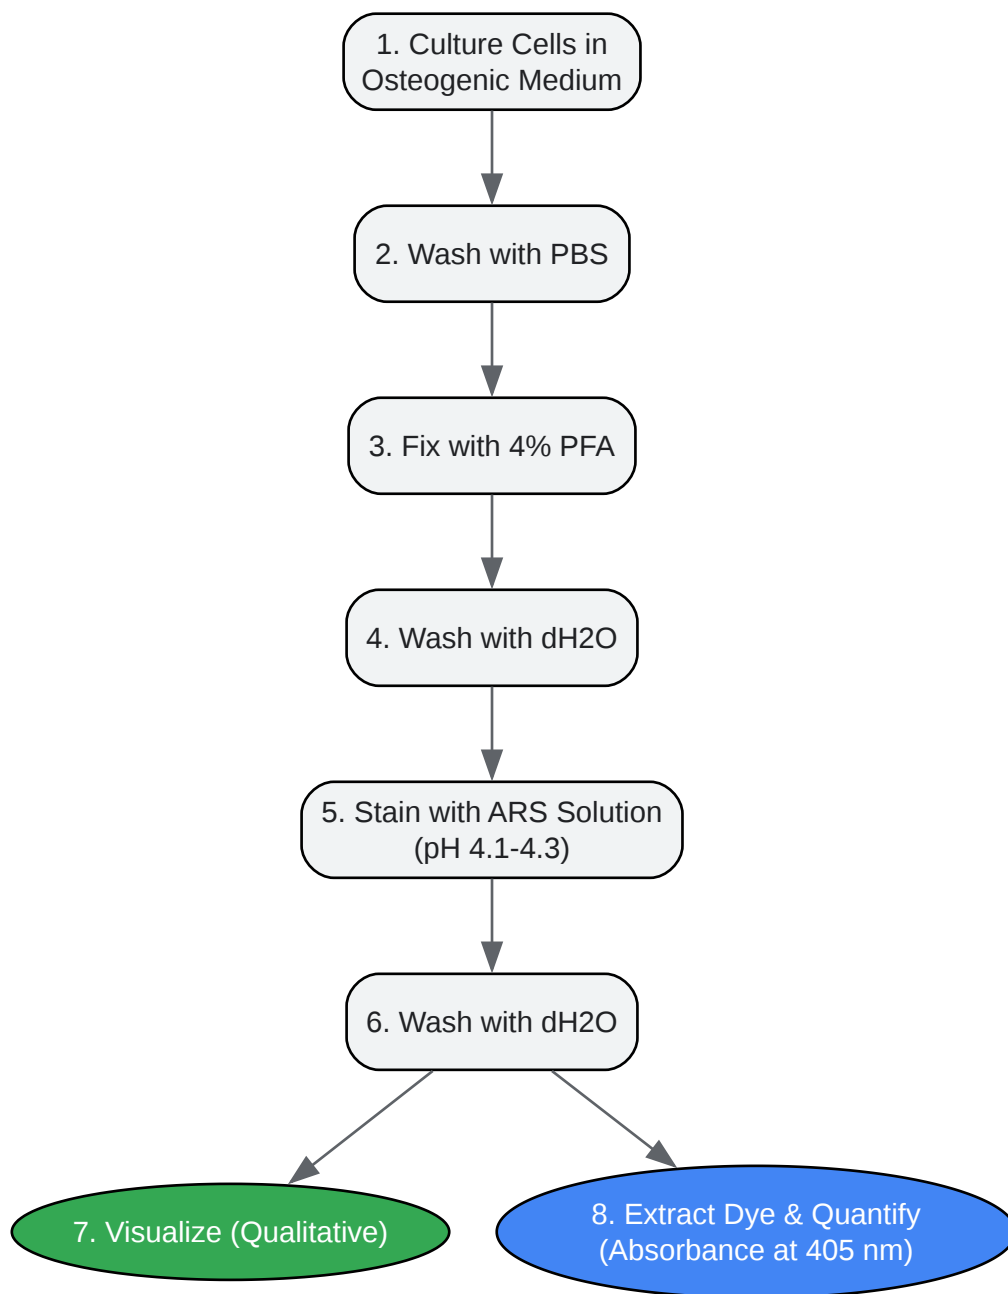 1. Culture Cells in
Osteogenic Medium
2. Wash with PBS
3. Fix with 4% PFA
4. Wash with dH2O
5. Stain with ARS Solution
(pH 4.1-4.3)
6. Wash with dH2O
7. Visualize (Qualitative)
8. Extract Dye & Quantify
(Absorbance at 405 nm)